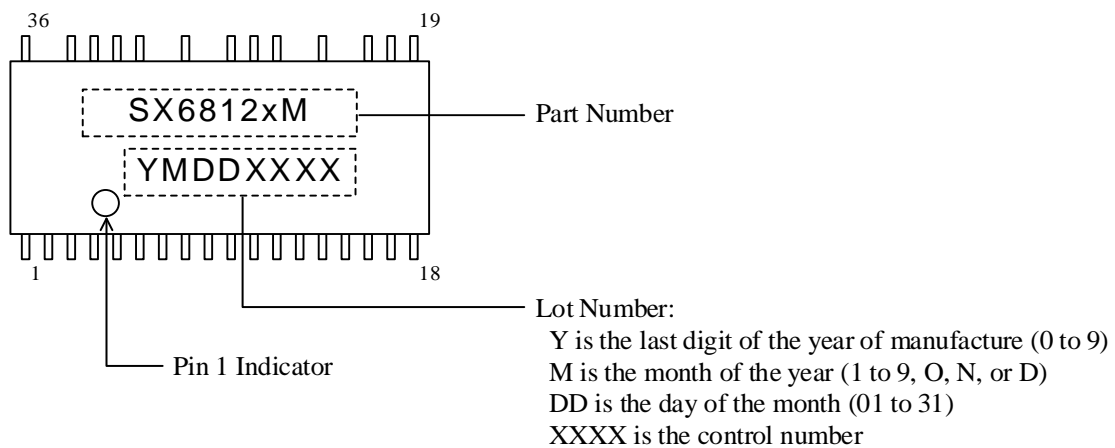 36 19
SX6812xM
Part Number
YMDDXXXX
1 18
Lot Number:
Y is the last digit of the year of manufacture (0 to 9)
Pin 1 Indicator
M is the month of the year (1 to 9, O, N, or D)
DD is the day of the month (01 to 31)
XXXX is the control number